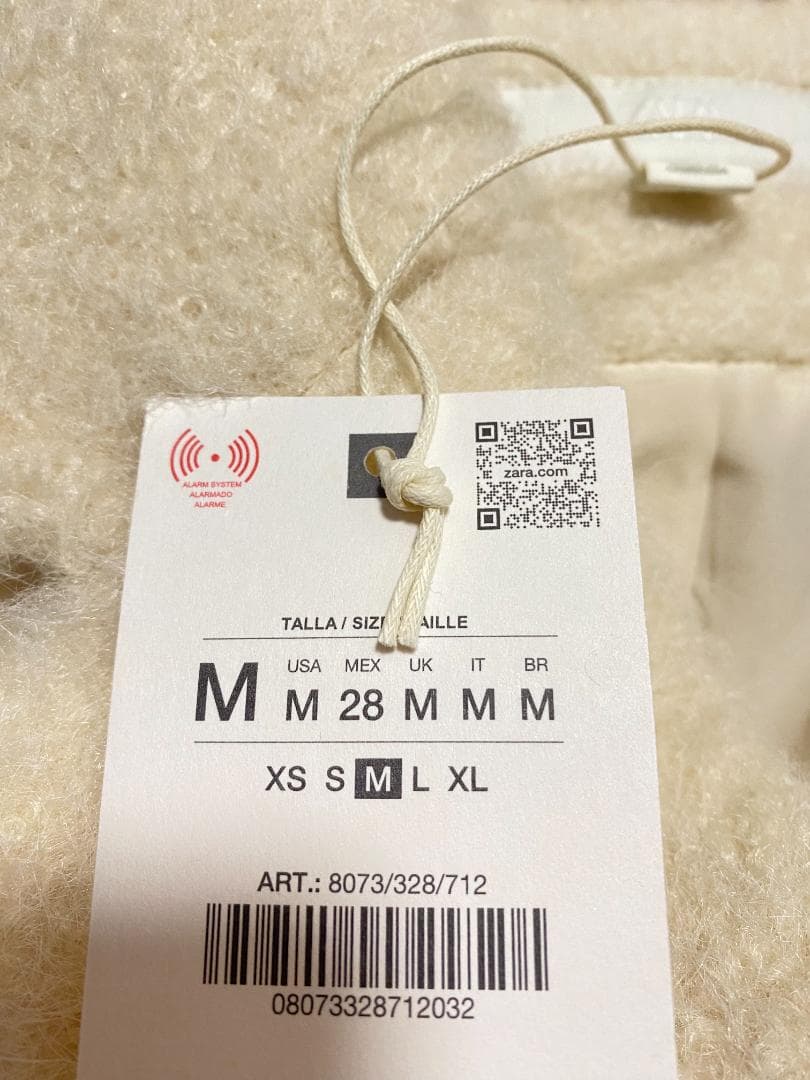 ALARM SYSTEM
ALARMADO
ALARME
zara.com
TALLA / SIZE
USA MEX UK IT BR
M M 28 M M M
XS S M L XL
ART.: 8073/328/712
08073328712032